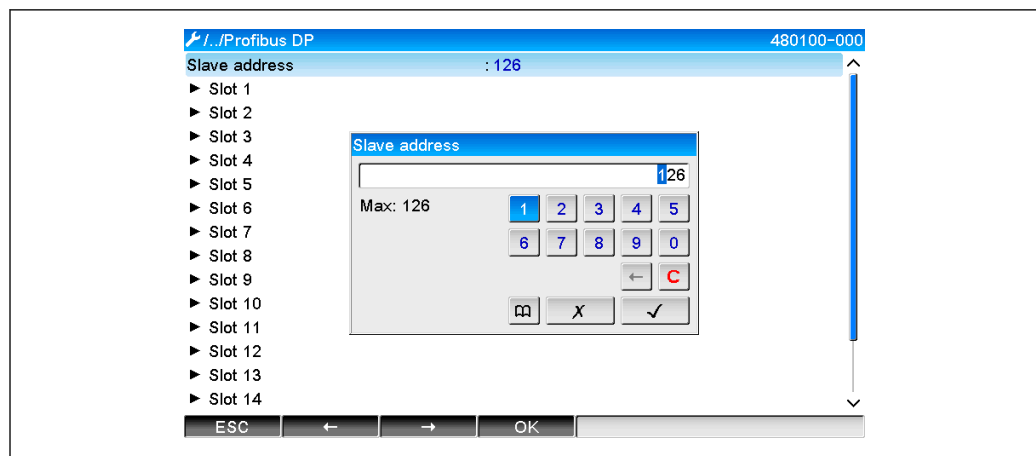 /../Profibus DP 480100-000
Slave address :126
► Slot 1
► Slot 2
► Slot 3
► Slot 4
► Slot 5
► Slot 6
► Slot 7
► Slot 8
► Slot 9
► Slot 10
► Slot 11
► Slot 12
► Slot 13
► Slot 14
Slave address
126
Max: 126
1 2 3 4 5
6 7 8 9 0
← C
X ✓
ESC ← → OK